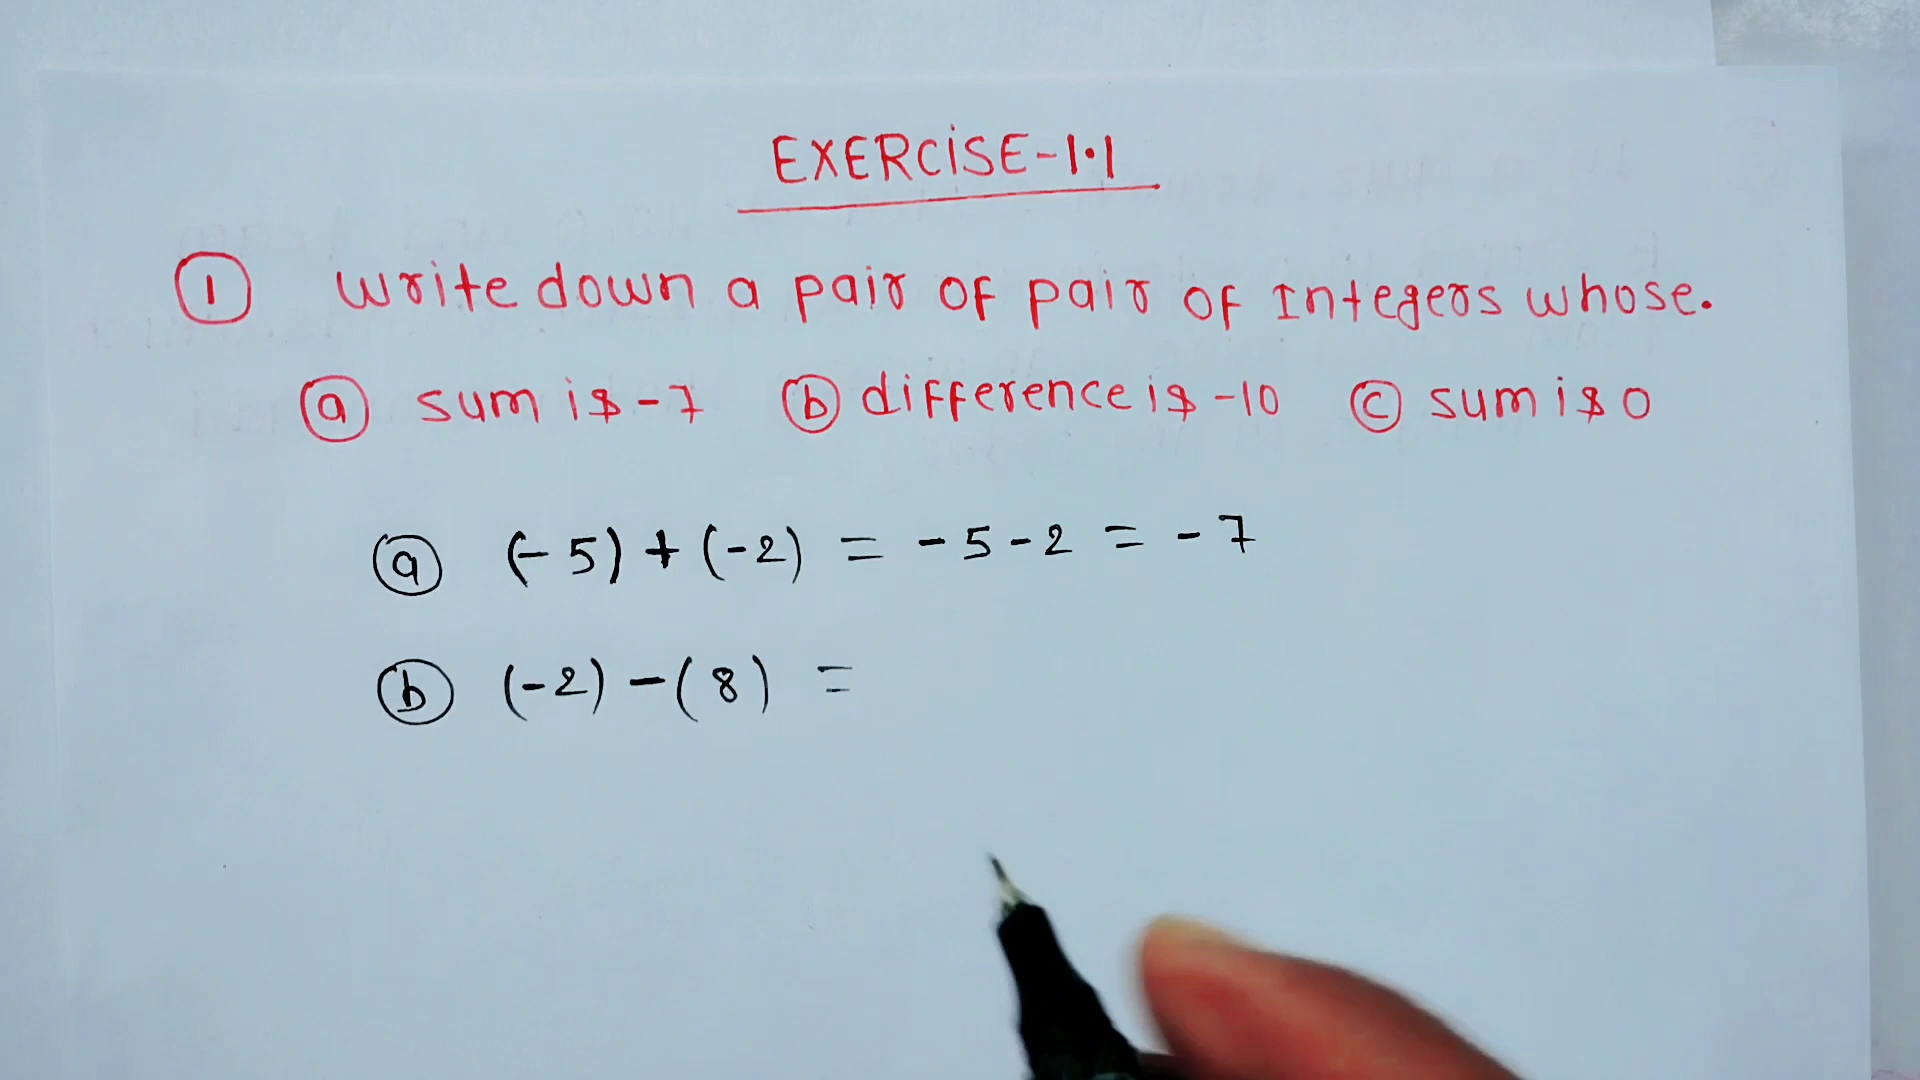 EXERCISE-1.1
① write down a pair of pair of Integers whose.
ⓐ sum is -7 ⓑ difference is -10 ⓒ sum is 0
ⓐ (-5)+(-2) = -5-2 = -7
ⓑ (-2)-(8) =